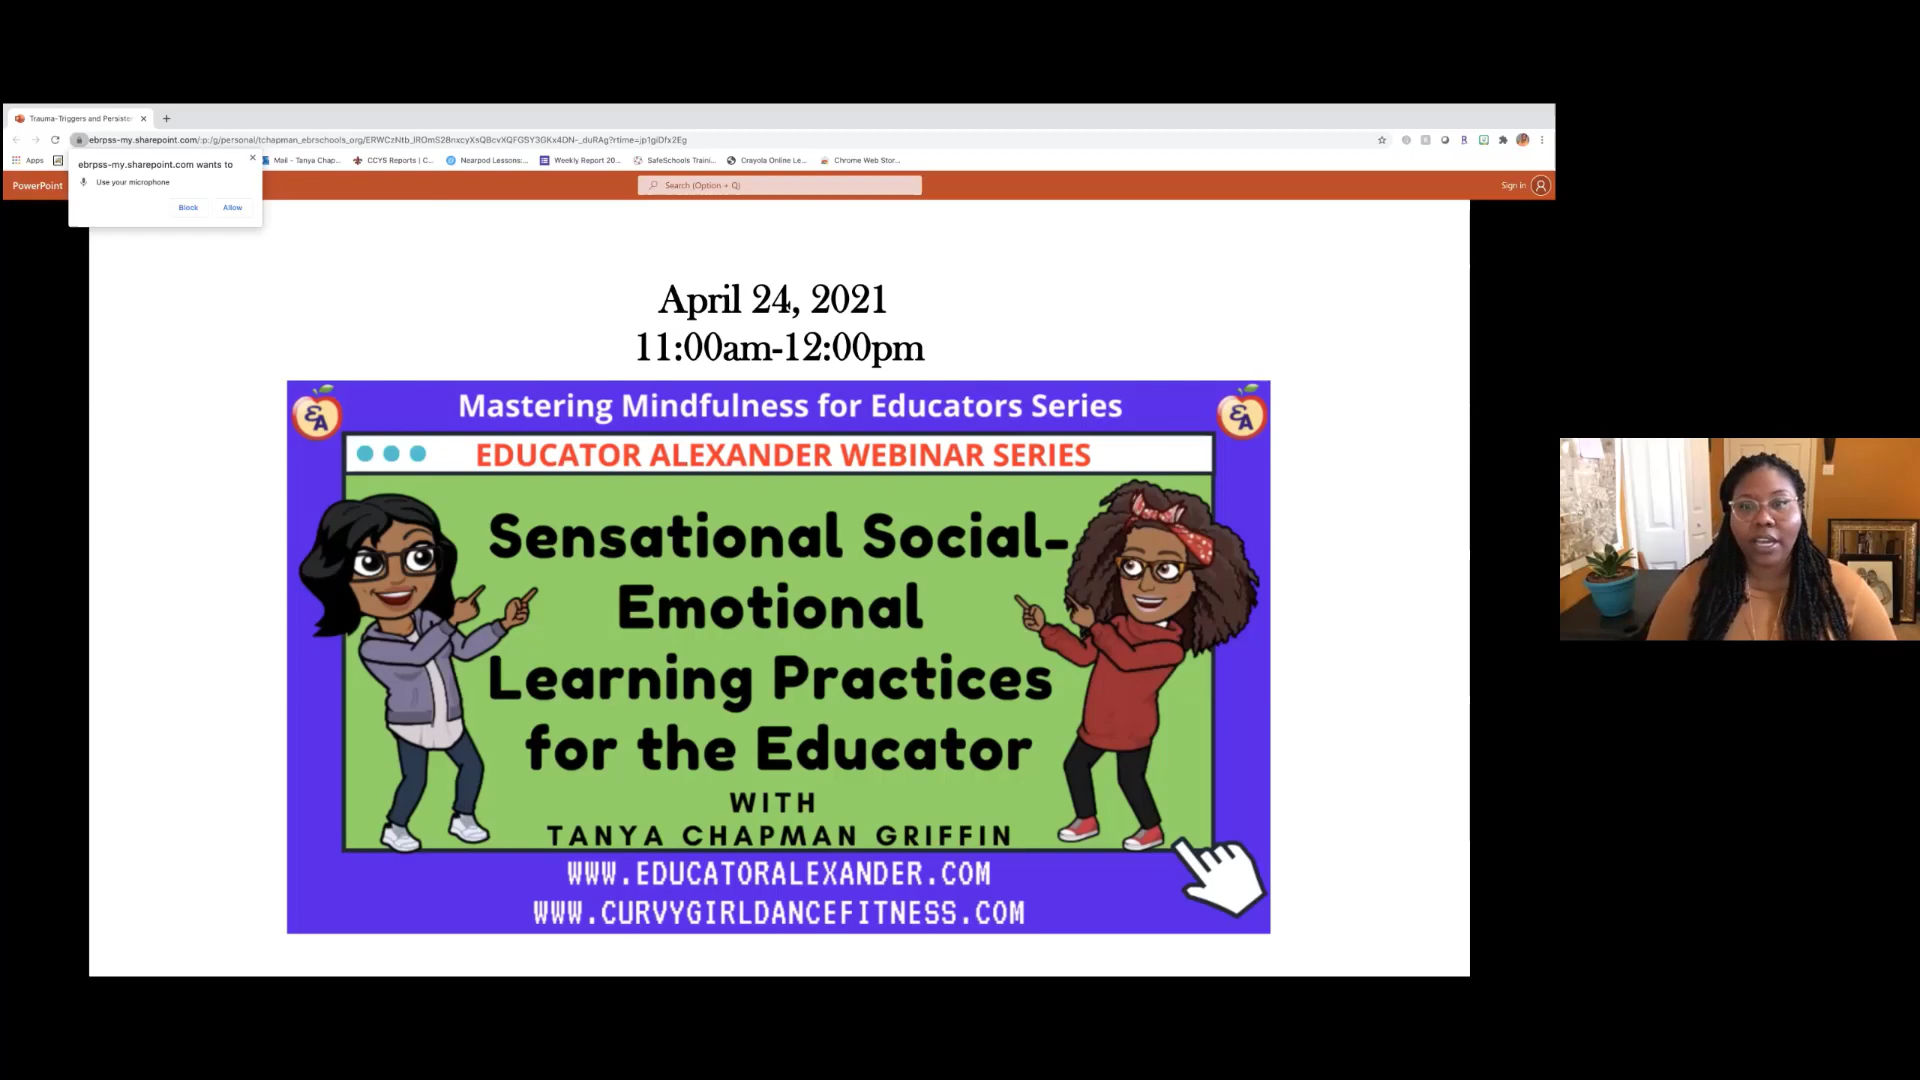 Trauma-Triggers and Persiste
ebrpss-my.sharepoint.com/:p:/g/personal/tchapman_ebrschools_org/ERWCzNtb_lROmS28nxcyXsQBcvXQFGSY3GKx4DN-_duRAg?rtime=jp1giDfx2Eg
Apps
Mail - Tanya Chap...
CCYS Reports | C...
Nearpod Lessons:...
Weekly Report 20...
SafeSchools Traini...
Crayola Online Le...
Chrome Web Stor...
ebrpss-my.sharepoint.com wants to
Use your microphone
Block
Allow
PowerPoint
Search (Option + Q)
Sign in
April 24, 2021
11:00am-12:00pm
Mastering Mindfulness for Educators Series
EA
EA
EDUCATOR ALEXANDER WEBINAR SERIES
Sensational Social-
Emotional
Learning Practices
for the Educator
WITH
TANYA CHAPMAN GRIFFIN
WWW.EDUCATORALEXANDER.COM
WWW.CURVYGIRLDANCEFITNESS.COM